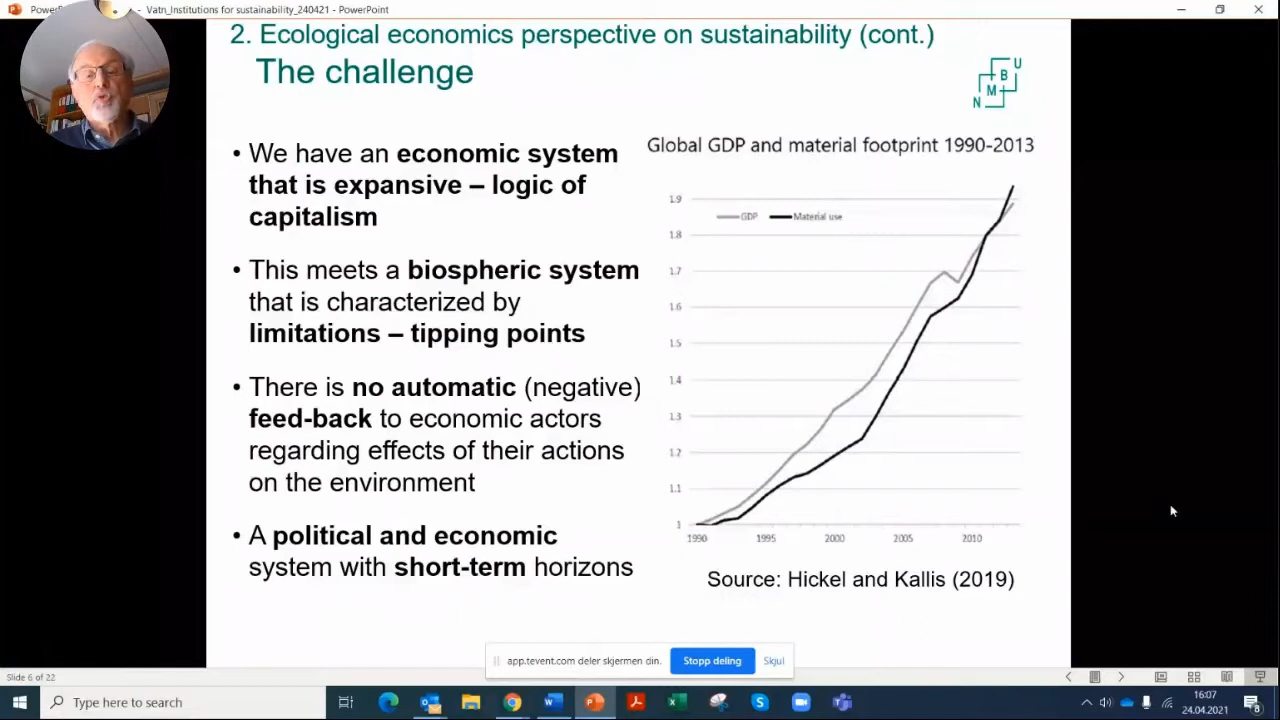 Vatn_Institutions for sustainability_240421 - PowerPoint
2. Ecological economics perspective on sustainability (cont.)
The challenge
N M B U
• We have an economic system
that is expansive – logic of
capitalism
• This meets a biospheric system
that is characterized by
limitations – tipping points
• There is no automatic (negative)
feed-back to economic actors
regarding effects of their actions
on the environment
• A political and economic
system with short-term horizons
Global GDP and material footprint 1990-2013
GDP Material use
1.9
1.8
1.7
1.6
1.5
1.4
1.3
1.2
1.1
1
1990 1995 2000 2005 2010
Source: Hickel and Kallis (2019)
app.tevent.com deler skjermen din. Stopp deling Skjul
Slide 6 of 22
Type here to search
16:07
24.04.2021